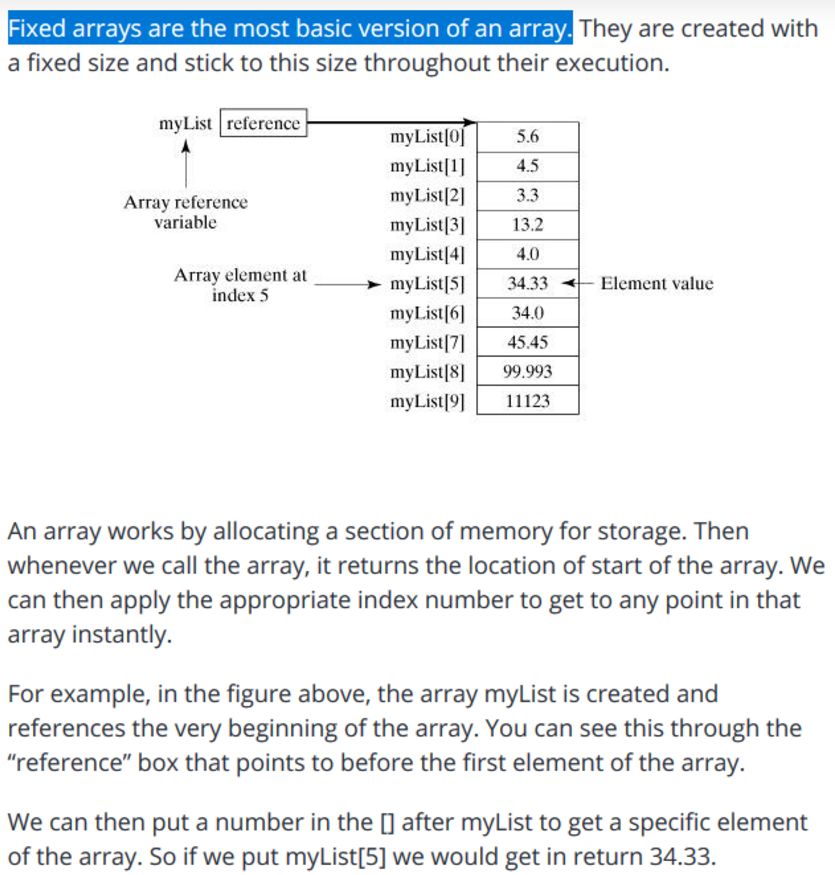 Fixed arrays are the most basic version of an array. They are created with
a fixed size and stick to this size throughout their execution.
myList reference
Array reference
variable
myList[0] 5.6
myList[1] 4.5
myList[2] 3.3
myList[3] 13.2
myList[4] 4.0
Array element at
index 5
myList[5] 34.33 Element value
myList[6] 34.0
myList[7] 45.45
myList[8] 99.993
myList[9] 11123
An array works by allocating a section of memory for storage. Then
whenever we call the array, it returns the location of start of the array. We
can then apply the appropriate index number to get to any point in that
array instantly.
For example, in the figure above, the array myList is created and
references the very beginning of the array. You can see this through the
“reference” box that points to before the first element of the array.
We can then put a number in the [] after myList to get a specific element
of the array. So if we put myList[5] we would get in return 34.33.